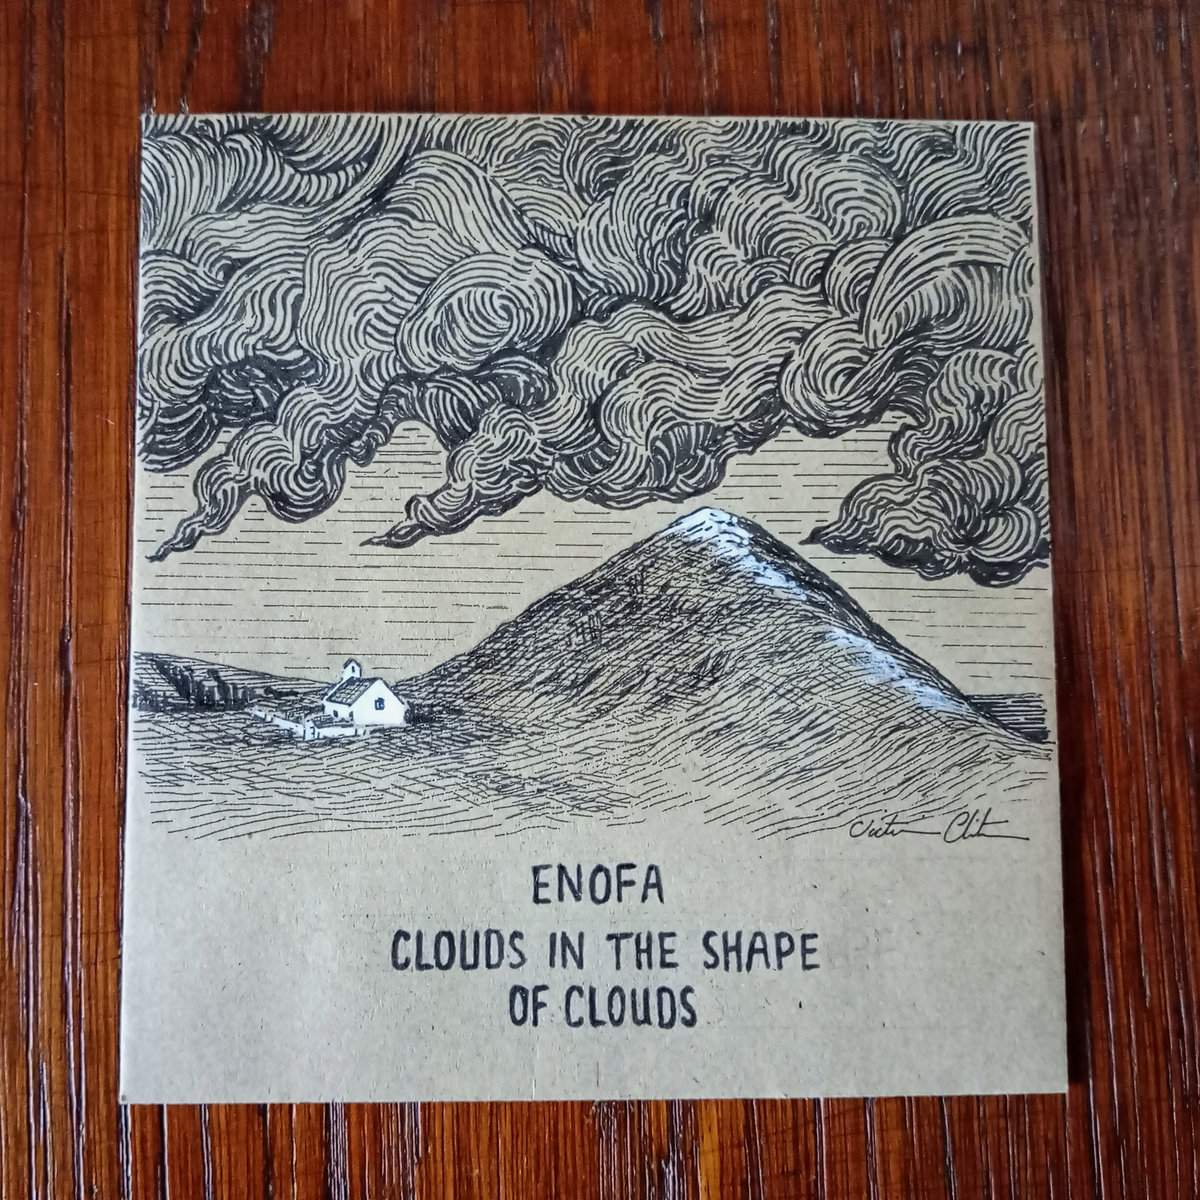 ENOFA
CLOUDS IN THE SHAPE
OF CLOUDS